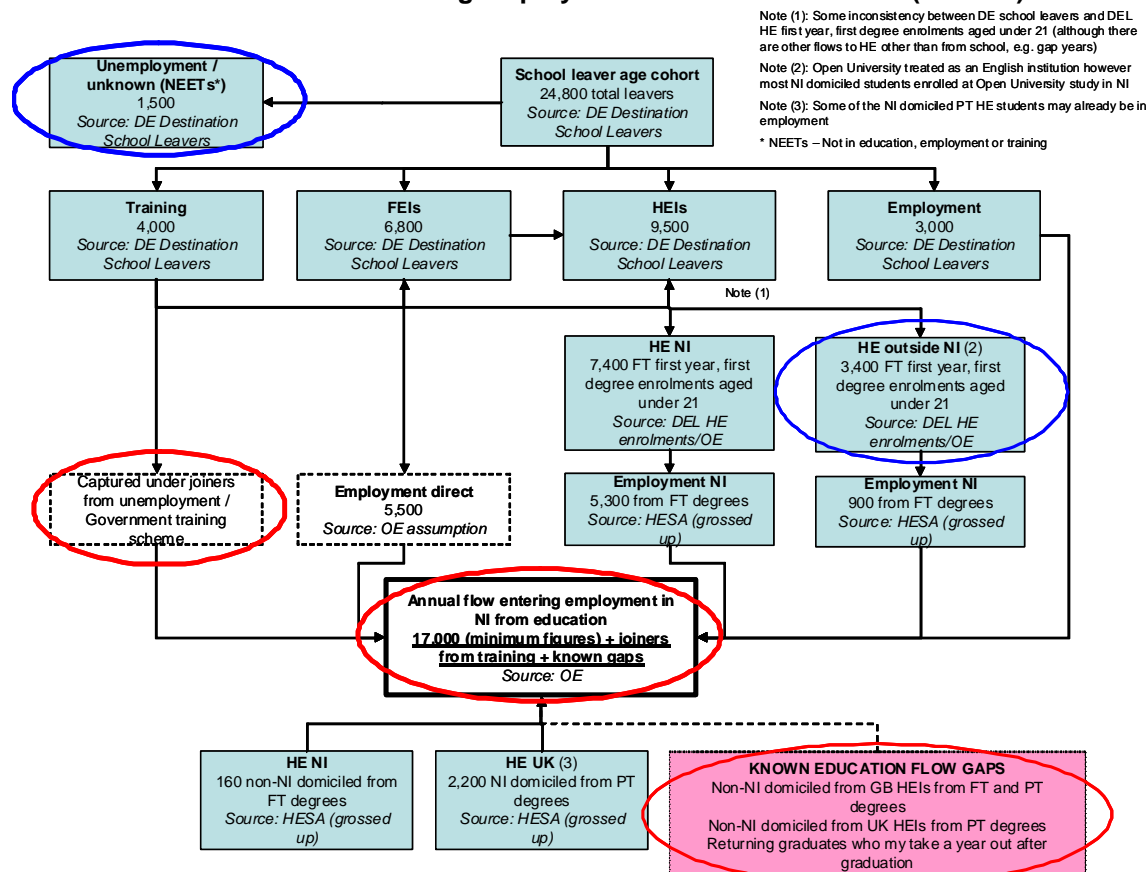 Note (1): Some inconsistency between DE school leavers and DEL
HE first year, first degree enrolments aged under 21 (although there
are other flows to HE other than from school, e.g. gap years)
Note (2): Open University treated as an English institution however
most NI domiciled students enrolled at Open University study in NI
Note (3): Some of the NI domiciled PT HE students may already be in
employment
* NEETs – Not in education, employment or training
Unemployment /
unknown (NEETs*)
1,500
Source: DE Destination
School Leavers
School leaver age cohort
24,800 total leavers
Source: DE Destination
School Leavers
Training
4,000
Source: DE Destination
School Leavers
FEIs
6,800
Source: DE Destination
School Leavers
HEIs
9,500
Source: DE Destination
School Leavers
Employment
3,000
Source: DE Destination
School Leavers
Note (1)
HE NI
7,400 FT first year, first
degree enrolments aged
under 21
Source: DEL HE
enrolments/OE
HE outside NI (2)
3,400 FT first year, first
degree enrolments aged
under 21
Source: DEL HE
enrolments/OE
Captured under joiners
from unemployment /
Government training
scheme
Employment direct
5,500
Source: OE assumption
Employment NI
5,300 from FT degrees
Source: HESA (grossed
up)
Employment NI
900 from FT degrees
Source: HESA (grossed
up)
Annual flow entering employment in
NI from education
17,000 (minimum figures) + joiners
from training + known gaps
Source: OE
HE NI
160 non-NI domiciled from
FT degrees
Source: HESA (grossed
up)
HE UK (3)
2,200 NI domiciled from PT
degrees
Source: HESA (grossed
up)
KNOWN EDUCATION FLOW GAPS
Non-NI domiciled from GB HEIs from FT and PT
degrees
Non-NI domiciled from UK HEIs from PT degrees
Returning graduates who my take a year out after
graduation